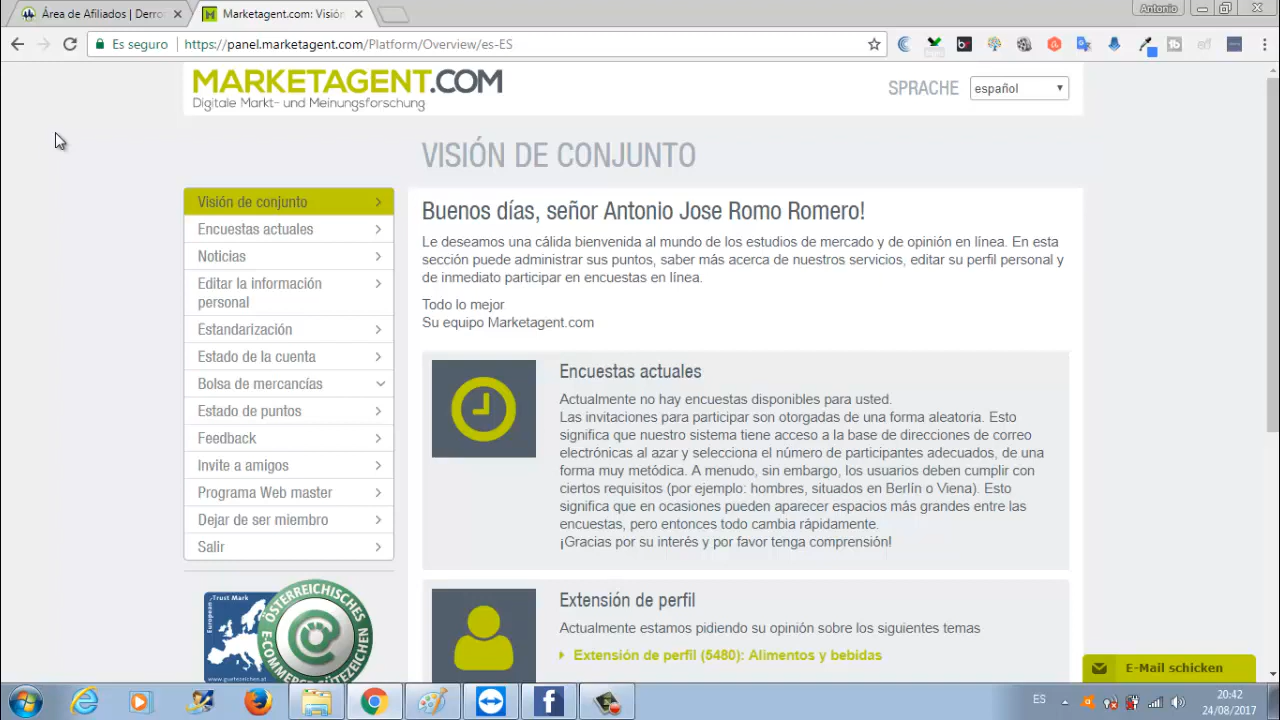 Área de Afiliados | Derro
Marketagent.com: Visió
Antonio
Es seguro
https://panel.marketagent.com/Platform/Overview/es-ES
MARKETAGENT.COM
Digitale Markt- und Meinungsforschung
SPRACHE
español
VISIÓN DE CONJUNTO
Visión de conjunto
Encuestas actuales
Noticias
Editar la información
personal
Estandarización
Estado de la cuenta
Bolsa de mercancías
Estado de puntos
Feedback
Invite a amigos
Programa Web master
Dejar de ser miembro
Salir
European
Trust Mark
ÖSTERREICHISCHES
E-COMMERCE-GÜTEZEICHEN
www.guetezeichen.at
Buenos días, señor Antonio Jose Romo Romero!
Le deseamos una cálida bienvenida al mundo de los estudios de mercado y de opinión en línea. En esta
sección puede administrar sus puntos, saber más acerca de nuestros servicios, editar su perfil personal y
de inmediato participar en encuestas en línea.
Todo lo mejor
Su equipo Marketagent.com
Encuestas actuales
Actualmente no hay encuestas disponibles para usted.
Las invitaciones para participar son otorgadas de una forma aleatoria. Esto
significa que nuestro sistema tiene acceso a la base de direcciones de correo
electrónicas al azar y selecciona el número de participantes adecuados, de una
forma muy metódica. A menudo, sin embargo, los usuarios deben cumplir con
ciertos requisitos (por ejemplo: hombres, situados en Berlín o Viena). Esto
significa que en ocasiones pueden aparecer espacios más grandes entre las
encuestas, pero entonces todo cambia rápidamente.
¡Gracias por su interés y por favor tenga comprensión!
Extensión de perfil
Actualmente estamos pidiendo su opinión sobre los siguientes temas
Extensión de perfil (5480): Alimentos y bebidas
E-Mail schicken
ES
20:42
24/08/2017